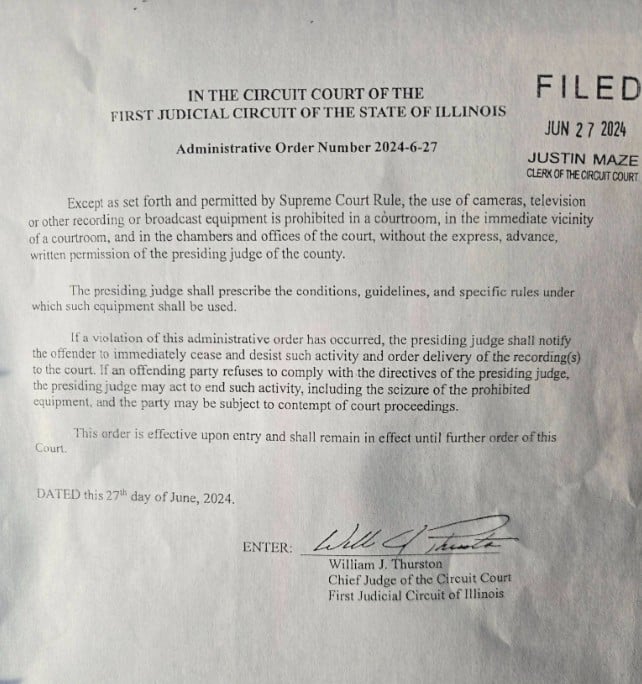 IN THE CIRCUIT COURT OF THE
FIRST JUDICIAL CIRCUIT OF THE STATE OF ILLINOIS
Administrative Order Number 2024-6-27
FILED
JUN 27 2024
JUSTIN MAZE
CLERK OF THE CIRCUIT COURT
Except as set forth and permitted by Supreme Court Rule, the use of cameras, television
or other recording or broadcast equipment is prohibited in a courtroom, in the immediate vicinity
of a courtroom, and in the chambers and offices of the court, without the express, advance,
written permission of the presiding judge of the county.
The presiding judge shall prescribe the conditions, guidelines, and specific rules under
which such equipment shall be used.
If a violation of this administrative order has occurred, the presiding judge shall notify
the offender to immediately cease and desist such activity and order delivery of the recording(s)
to the court. If an offending party refuses to comply with the directives of the presiding judge,
the presiding judge may act to end such activity, including the seizure of the prohibited
equipment, and the party may be subject to contempt of court proceedings.
This order is effective upon entry and shall remain in effect until further order of this
Court.
DATED this 27th day of June, 2024.
ENTER: Will J Thurston
William J. Thurston
Chief Judge of the Circuit Court
First Judicial Circuit of Illinois